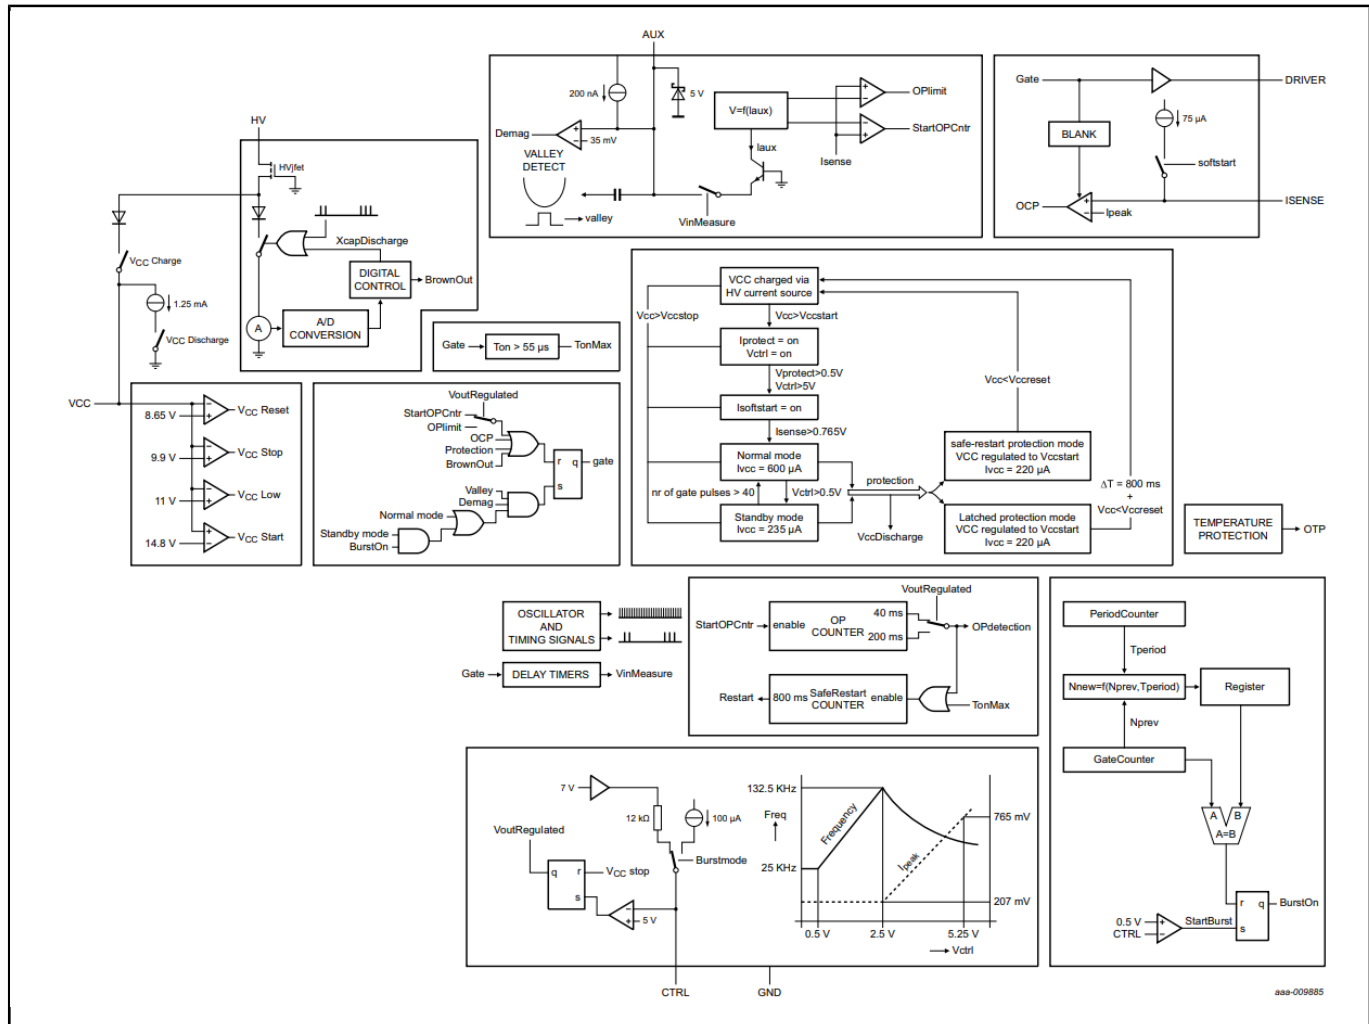 AUX
200 nA
5 V
Demag
35 mV
VALLEY
DETECT
valley
V=f(Iaux)
Iaux
VinMeasure
OPlimit
StartOPCntr
Isense
Gate
DRIVER
75 µA
BLANK
softstart
OCP
Ipeak
ISENSE
HV
HVjfet
XcapDischarge
DIGITAL
CONTROL
BrownOut
A
A/D
CONVERSION
VCC Charge
1.25 mA
VCC Discharge
VCC
8.65 V
VCC Reset
9.9 V
VCC Stop
11 V
VCC Low
14.8 V
VCC Start
Gate
Ton > 55 µs
TonMax
VoutRegulated
StartOPCntr
OPlimit
OCP
Protection
BrownOut
r
q
gate
s
Valley
Demag
Normal mode
Standby mode
BurstOn
VCC charged via
HV current source
Vcc>Vccstop
Vcc>Vccstart
Iprotect = on
Vctrl = on
Vprotect>0.5V
Vctrl>5V
Isoftstart = on
Isense>0.765V
Normal mode
Ivcc = 600 µA
nr of gate pulses > 40
Vctrl>0.5V
Standby mode
Ivcc = 235 µA
protection
VccDischarge
Vcc<Vccreset
safe-restart protection mode
VCC regulated to Vccstart
Ivcc = 220 µA
Latched protection mode
VCC regulated to Vccstart
Ivcc = 220 µA
ΔT = 800 ms
+
Vcc<Vccreset
TEMPERATURE
PROTECTION
OTP
OSCILLATOR
AND
TIMING SIGNALS
Gate
DELAY TIMERS
VinMeasure
VoutRegulated
StartOPCntr
enable
OP
COUNTER
40 ms
200 ms
OPdetection
Restart
800 ms
SafeRestart
COUNTER
enable
TonMax
PeriodCounter
Tperiod
Nnew=f(Nprev,Tperiod)
Register
Nprev
GateCounter
A
B
A=B
r
q
BurstOn
s
0.5 V
CTRL
StartBurst
7 V
12 kΩ
100 µA
VoutRegulated
Burstmode
q
r
VCC stop
s
5 V
132.5 KHz
Freq
25 KHz
Frequency
Ipeak
765 mV
207 mV
0.5 V
2.5 V
5.25 V
Vctrl
CTRL
GND
aaa-009885